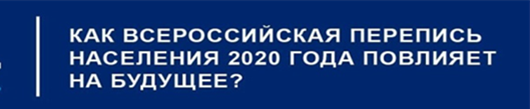 КАК ВСЕРОССИЙСКАЯ ПЕРЕПИСЬ
НАСЕЛЕНИЯ 2020 ГОДА ПОВЛИЯЕТ
НА БУДУЩЕЕ?